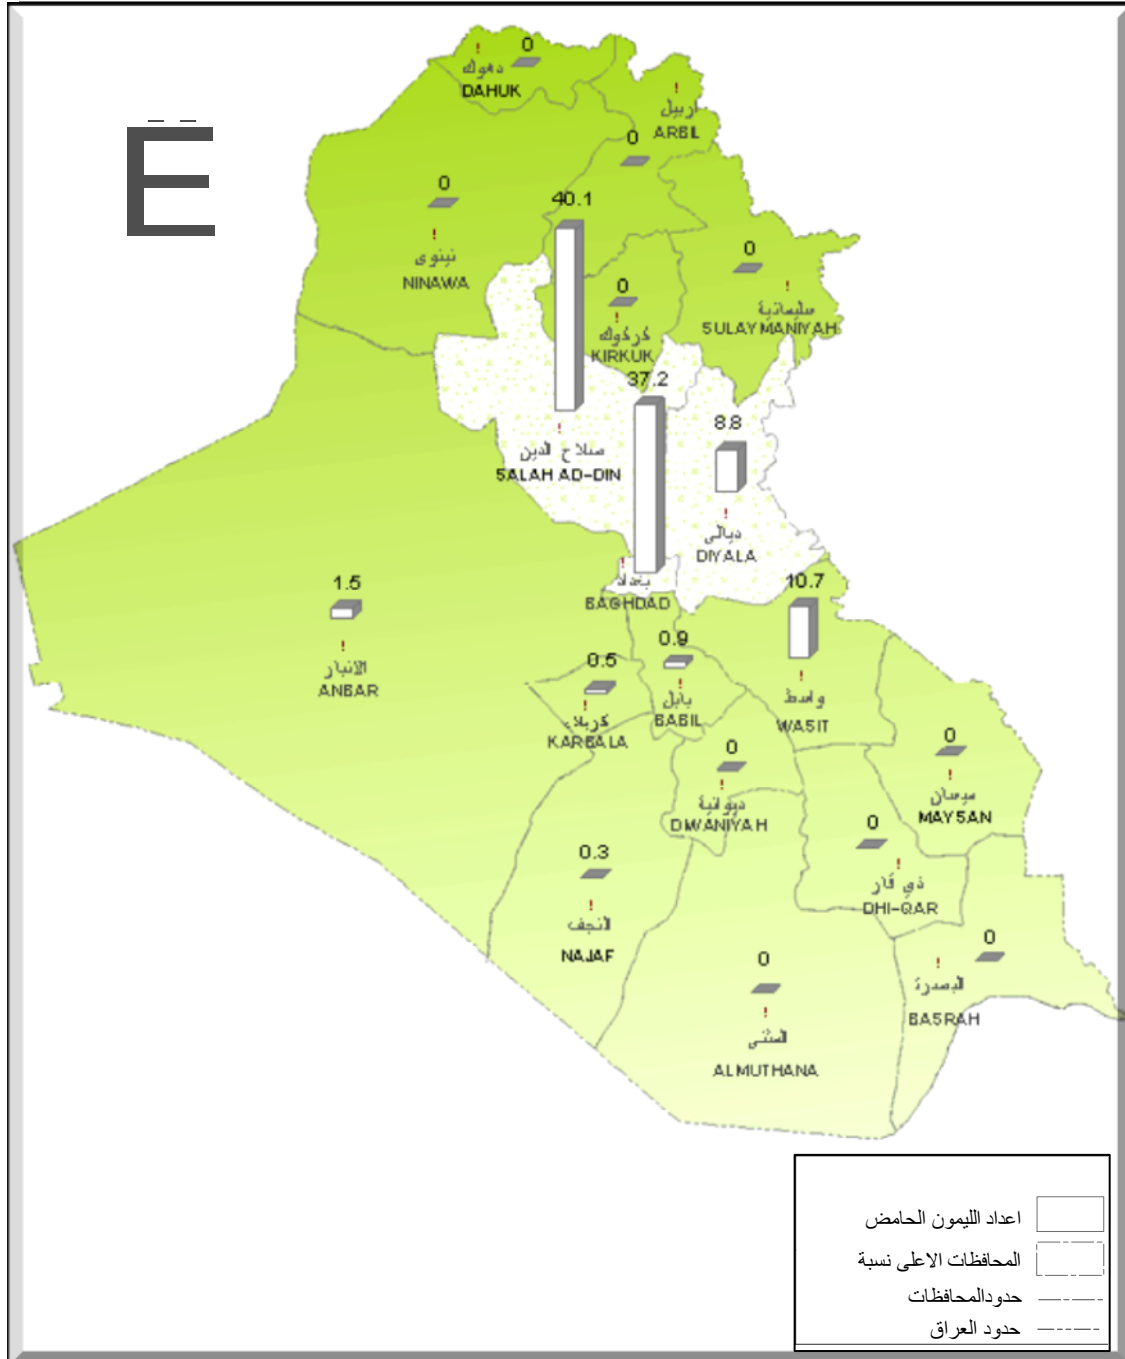 0
دهوك
DAHUK
اربيل
ARBIL
0
E
0
نينوى
NINAWA
40.1
0
سليمانية
SULAYMANIYAH
0
كركوك
KIRKUK
37.2
8.8
صلاح الدين
SALAH AD-DIN
ديالى
DIYALA
بغداد
BAGHDAD
10.7
واسط
WASIT
1.5
الانبار
ANBAR
0.9
بابل
BABIL
0.5
كربلاء
KARBALA
0
ديوانية
DIWANIYAH
0
ميسان
MAYSAN
0
ذي قار
DHI-QAR
0.3
النجف
NAJAF
0
البصرة
BASRAH
0
المثنى
ALMUTHANA
اعداد الليمون الحامض
المحافظات الاعلى نسبة
حدودالمحافظات
حدود العراق